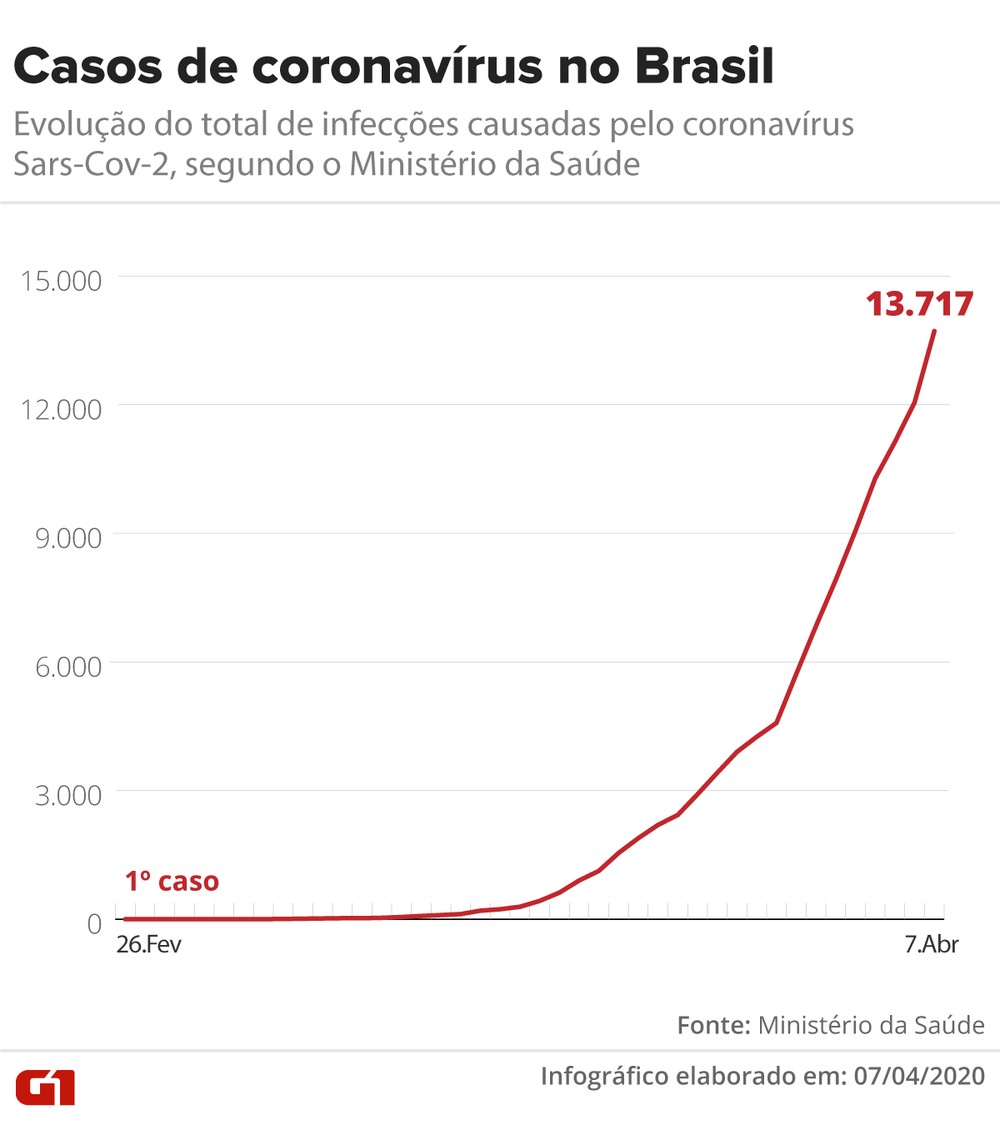 Casos de coronavírus no Brasil
Evolução do total de infecções causadas pelo coronavírus
Sars-Cov-2, segundo o Ministério da Saúde
15.000
13.717
12.000
9.000
6.000
3.000
1º caso
0
26.Fev
7.Abr
Fonte: Ministério da Saúde
G1
Infográfico elaborado em: 07/04/2020